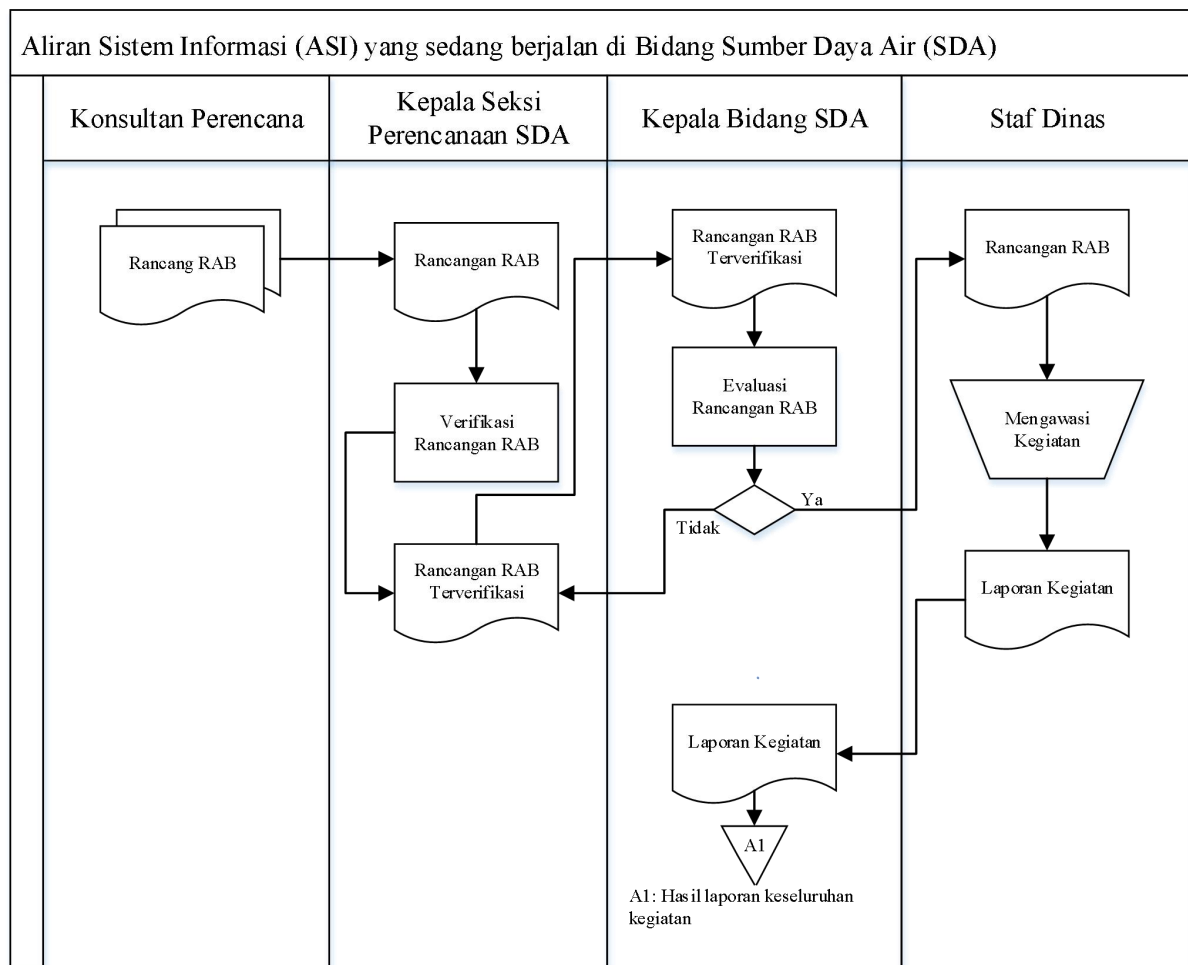 Aliran Sistem Informasi (ASI) yang sedang berjalan di Bidang Sumber Daya Air (SDA)
Konsultan Perencana
Kepala Seksi
Perencanaan SDA
Kepala Bidang SDA
Staf Dinas
Rancang RAB
Rancangan RAB
Verifikasi
Rancangan RAB
Rancangan RAB
Terverifikasi
Rancangan RAB
Terverifikasi
Evaluasi
Rancangan RAB
Ya
Tidak
Rancangan RAB
Mengawasi
Kegiatan
Laporan Kegiatan
Laporan Kegiatan
A1
A1: Hasil laporan keseluruhan
kegiatan